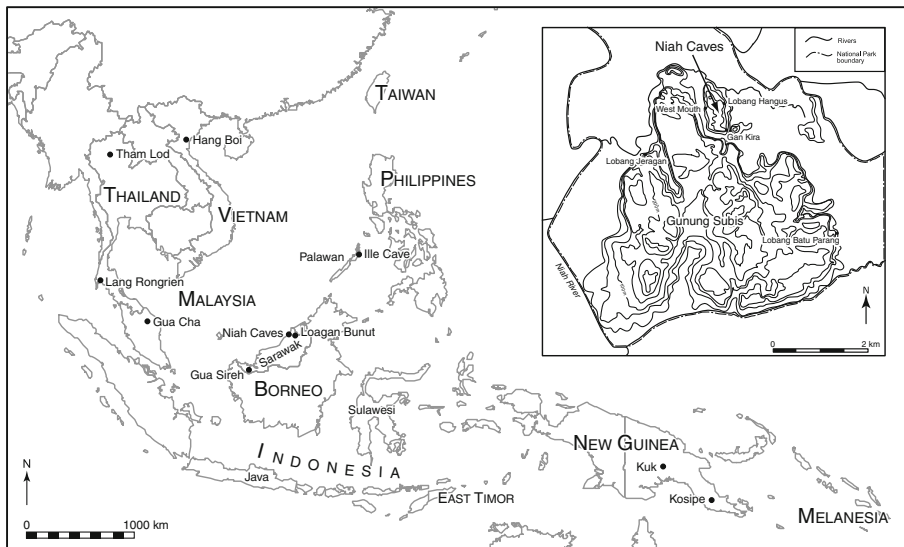 TAIWAN
Hang Boi
Tham Lod
THAILAND
VIETNAM
PHILIPPINES
Palawan
Ille Cave
Lang Rongrien
MALAYSIA
Gua Cha
Niah Caves
Loagan Bunut
Sarawak
Gua Sireh
BORNEO
Sulawesi
INDONESIA
Java
EAST TIMOR
NEW GUINEA
Kuk
Kosipe
MELANESIA
N
0 1000 km
Rivers
National Park
boundary
Niah Caves
Lobang Hangus
West Mouth
Gan Kira
Lobang Jeragan
Gunung Subis
Lobang Batu Parang
Niah River
N
0 2 km